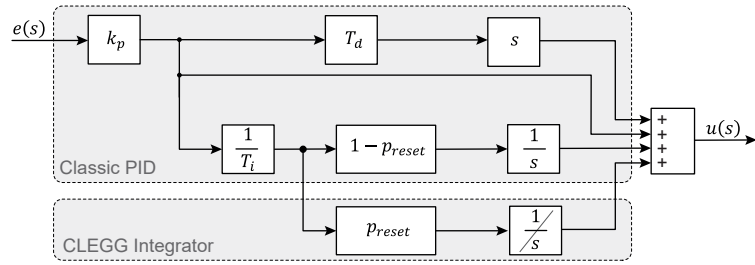 e(s)
k_p
T_d
s
+
+
+
+
u(s)
1
T_i
1 − p_reset
1
s
Classic PID
p_reset
1
s
CLEGG Integrator